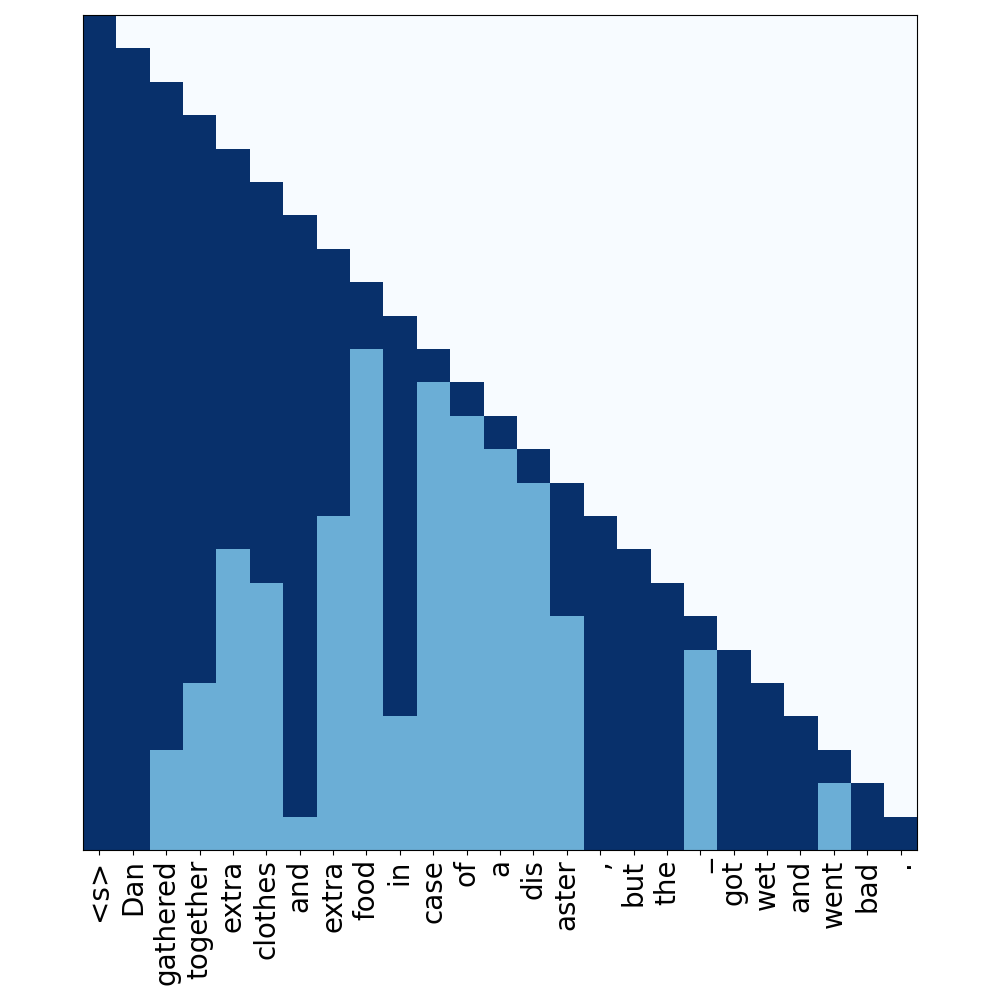 <s> Dan gathered together extra clothes and extra food in case of a dis aster , but the _ got wet and went bad .